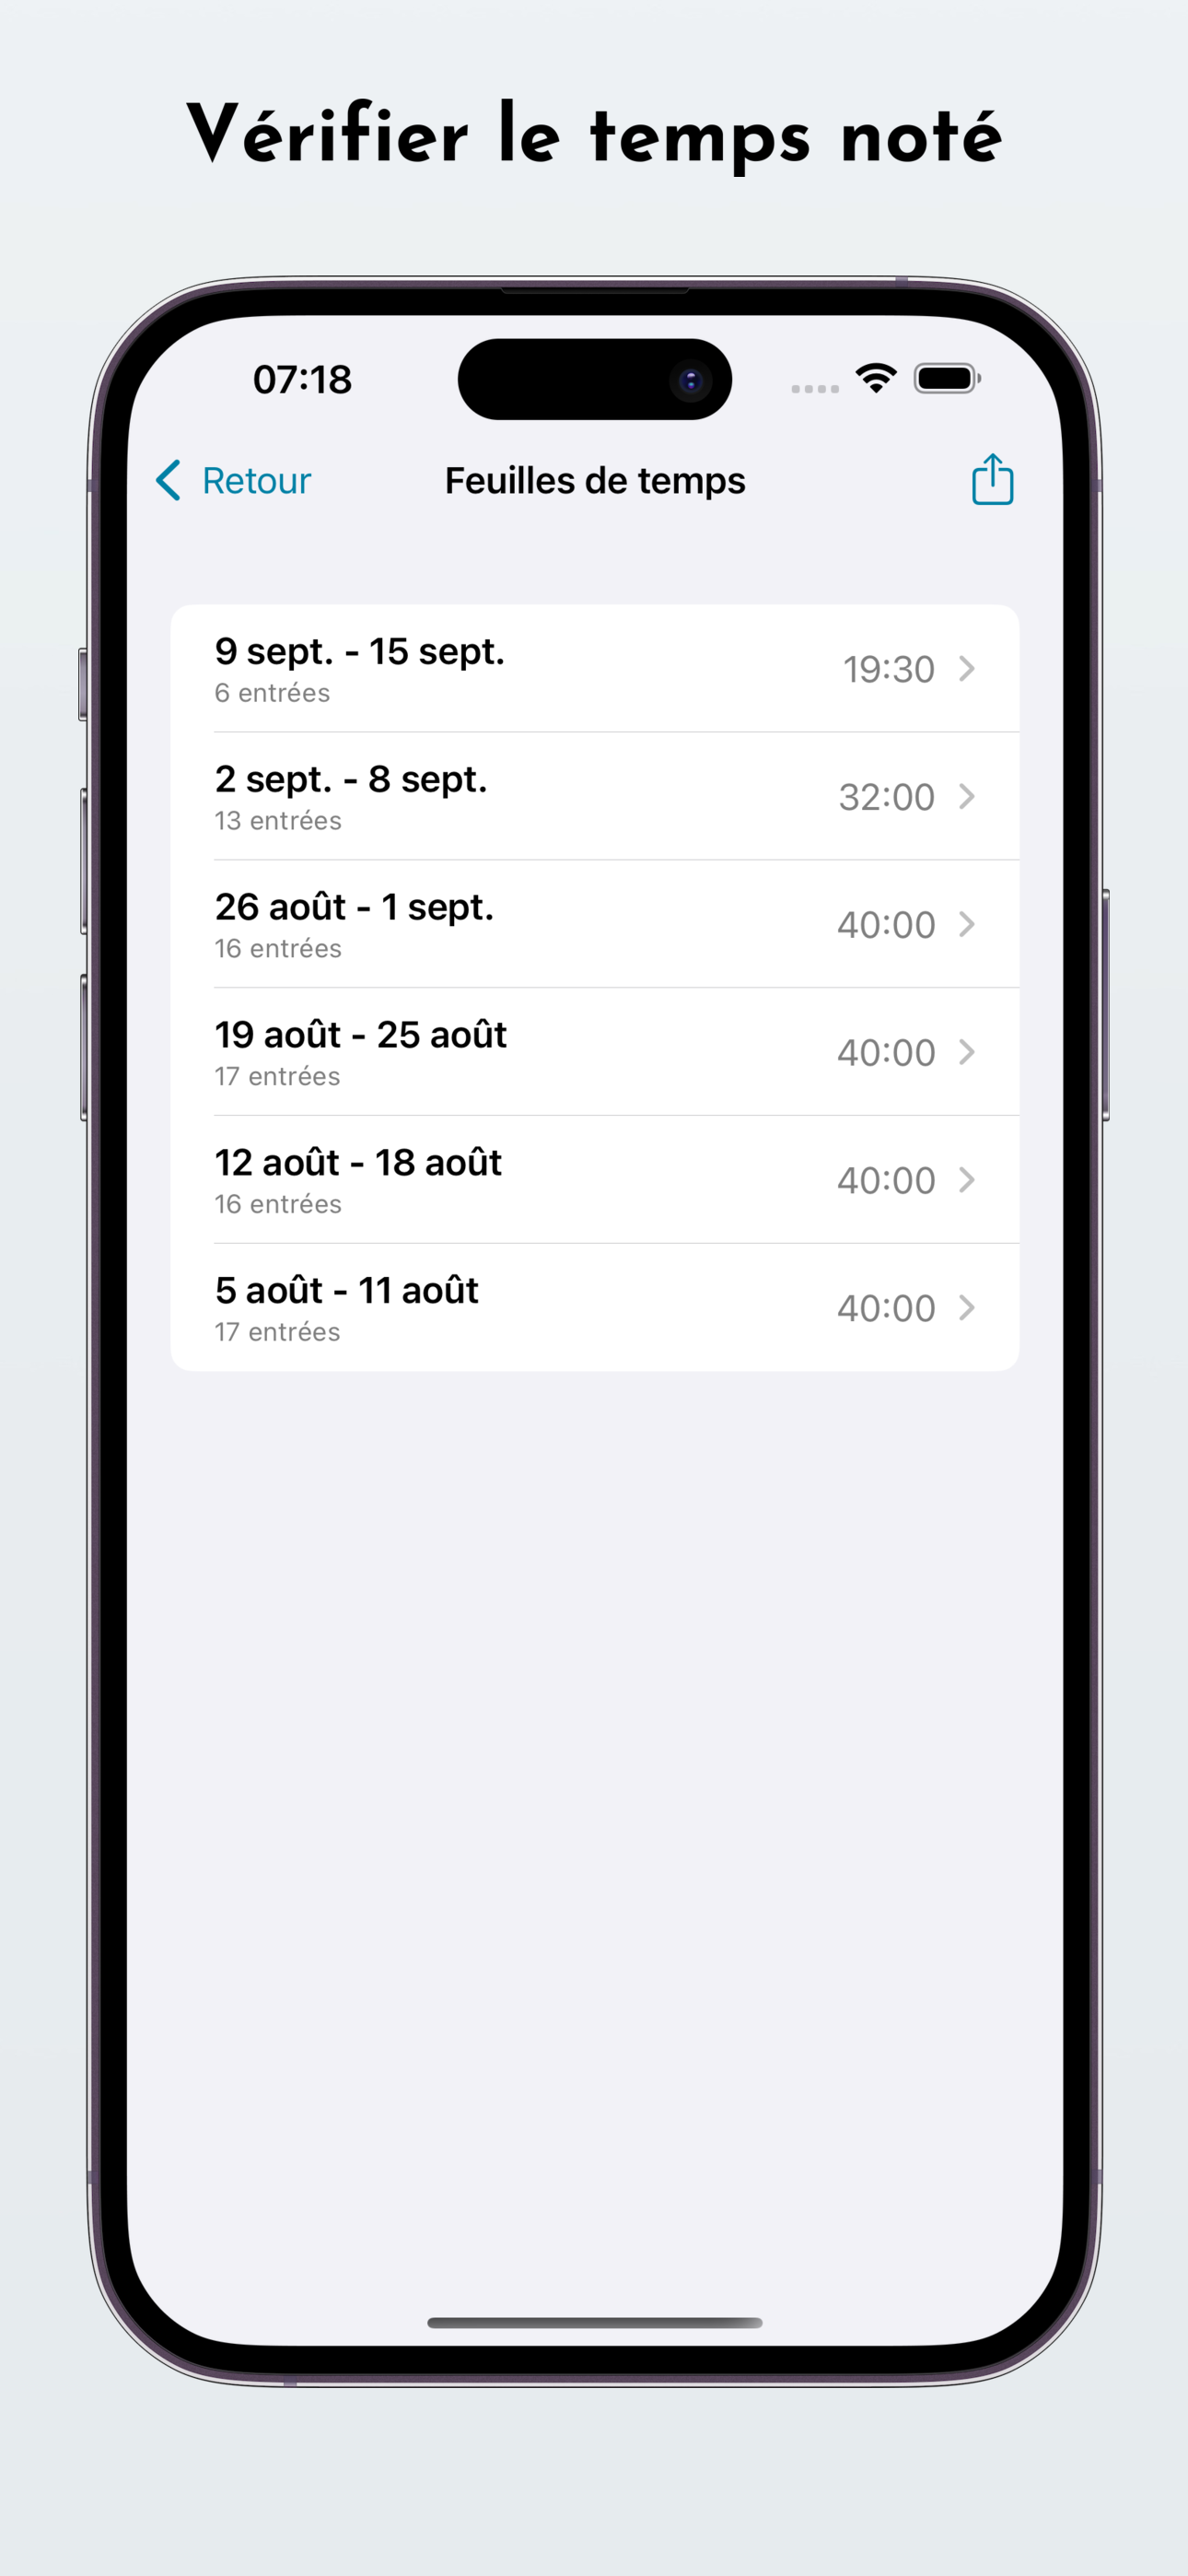 Vérifier le temps noté
07:18
Retour
Feuilles de temps
9 sept. - 15 sept.
6 entrées
19:30
2 sept. - 8 sept.
13 entrées
32:00
26 août - 1 sept.
16 entrées
40:00
19 août - 25 août
17 entrées
40:00
12 août - 18 août
16 entrées
40:00
5 août - 11 août
17 entrées
40:00